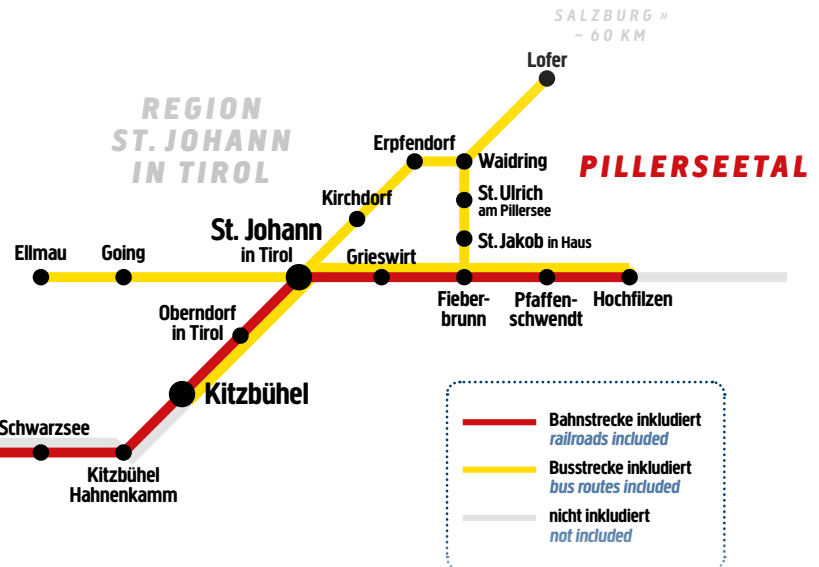 SALZBURG »
~ 60 KM
Lofer
REGION
ST. JOHANN
IN TIROL
Erpfendorf
Waidring
PILLERSEETAL
St. Ulrich
am Pillersee
Kirchdorf
St. Johann
in Tirol
St. Jakob in Haus
Ellmau
Going
Grieswirt
Fieber-
brunn
Pfaffen-
schwendt
Hochfilzen
Oberndorf
in Tirol
Kitzbühel
Schwarzsee
Kitzbühel
Hahnenkamm
Bahnstrecke inkludiert
railroads included
Busstrecke inkludiert
bus routes included
nicht inkludiert
not included